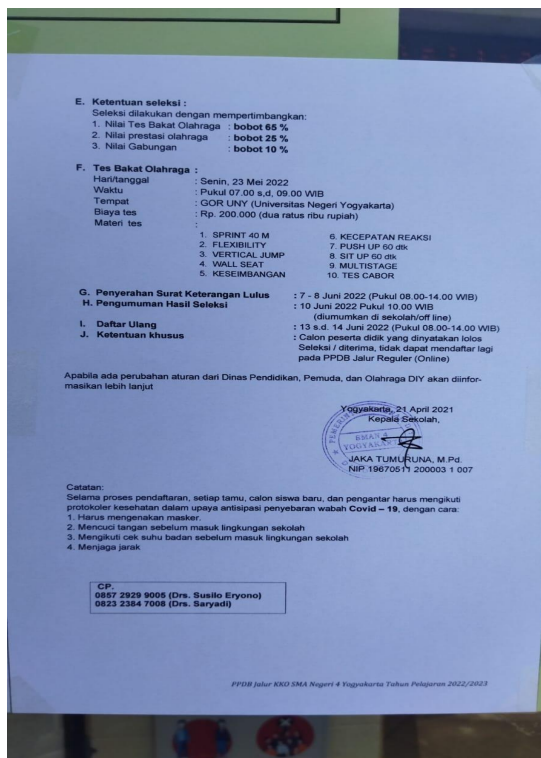 E. Ketentuan seleksi :
Seleksi dilakukan dengan mempertimbangkan:
1. Nilai Tes Bakat Olahraga : bobot 65 %
2. Nilai prestasi olahraga : bobot 25 %
3. Nilai Gabungan : bobot 10 %
F. Tes Bakat Olahraga :
Hari/tanggal : Senin, 23 Mei 2022
Waktu : Pukul 07.00 s,d, 09.00 WIB
Tempat : GOR UNY (Universitas Negeri Yogyakarta)
Biaya tes : Rp. 200.000 (dua ratus ribu rupiah)
Materi tes :
1. SPRINT 40 M
2. FLEXIBILITY
3. VERTICAL JUMP
4. WALL SEAT
5. KESEIMBANGAN
6. KECEPATAN REAKSI
7. PUSH UP 60 dtk
8. SIT UP 60 dtk
9. MULTISTAGE
10. TES CABOR
G. Penyerahan Surat Keterangan Lulus : 7 - 8 Juni 2022 (Pukul 08.00-14.00 WIB)
H. Pengumuman Hasil Seleksi : 10 Juni 2022 Pukul 10.00 WIB
(diumumkan di sekolah/off line)
I. Daftar Ulang : 13 s.d. 14 Juni 2022 (Pukul 08.00-14.00 WIB)
J. Ketentuan khusus : Calon peserta didik yang dinyatakan lolos
Seleksi / diterima, tidak dapat mendaftar lagi
pada PPDB Jalur Reguler (Online)
Apabila ada perubahan aturan dari Dinas Pendidikan, Pemuda, dan Olahraga DIY akan diinfor-
masikan lebih lanjut
Yogyakarta, 21 April 2021
Kepala Sekolah,
SMAN 4
YOGYAKARTA
JAKA TUMURUNA, M.Pd.
NIP 19670511 200003 1 007
Catatan:
Selama proses pendaftaran, setiap tamu, calon siswa baru, dan pengantar harus mengikuti
protokoler kesehatan dalam upaya antisipasi penyebaran wabah Covid – 19, dengan cara:
1. Harus mengenakan masker.
2. Mencuci tangan sebelum masuk lingkungan sekolah
3. Mengikuti cek suhu badan sebelum masuk lingkungan sekolah
4. Menjaga jarak
CP.
0857 2929 9005 (Drs. Susilo Eryono)
0823 2384 7008 (Drs. Saryadi)
PPDB Jalur KKO SMA Negeri 4 Yogyakarta Tahun Pelajaran 2022/2023